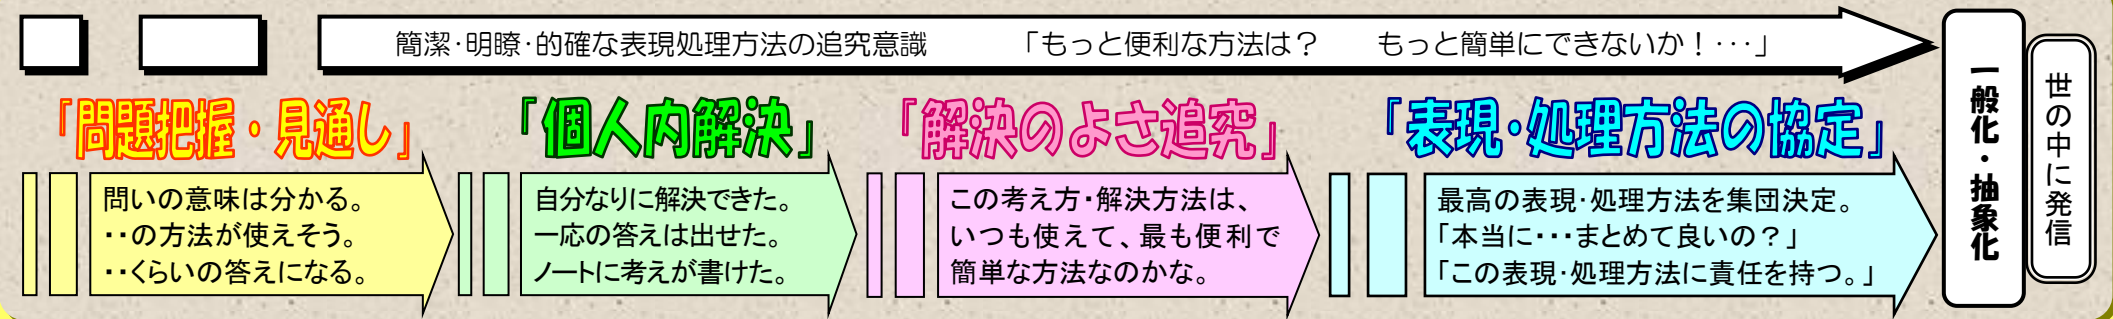 簡潔・明瞭・的確な表現処理方法の追究意識　「もっと便利な方法は？　もっと簡単にできないか！・・・」
「問題把握・見通し」
問いの意味は分かる。
・・の方法が使えそう。
・・くらいの答えになる。
「個人内解決」
自分なりに解決できた。
一応の答えは出せた。
ノートに考えが書けた。
「解決のよさ追究」
この考え方・解決方法は、
いつも使えて、最も便利で
簡単な方法なのかな。
「表現・処理方法の協定」
最高の表現・処理方法を集団決定。
「本当に・・・まとめて良いの？」
「この表現・処理方法に責任を持つ。」
一般化・抽象化
世の中に発信